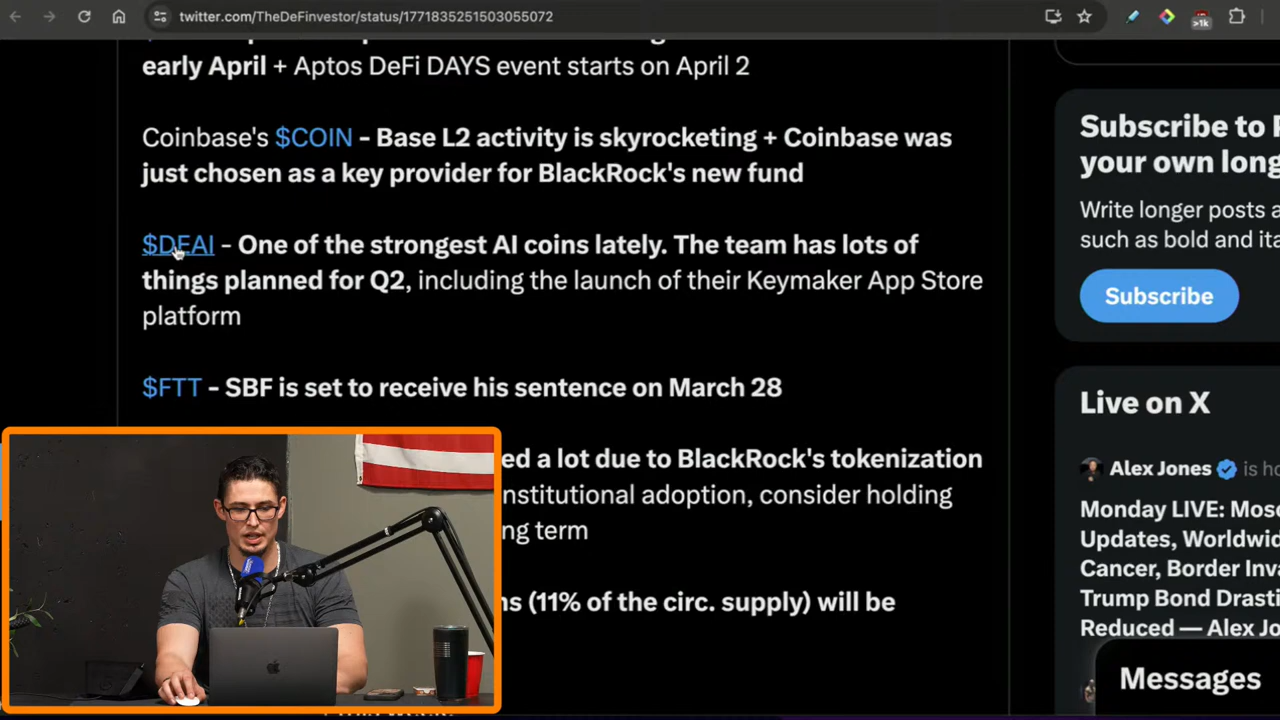 twitter.com/TheDeFinvestor/status/1771835251503055072
>1k
early April + Aptos DeFi DAYS event starts on April 2
Coinbase's $COIN - Base L2 activity is skyrocketing + Coinbase was
just chosen as a key provider for BlackRock's new fund
$DEAI - One of the strongest AI coins lately. The team has lots of
things planned for Q2, including the launch of their Keymaker App Store
platform
$FTT - SBF is set to receive his sentence on March 28
ed a lot due to BlackRock's tokenization
nstitutional adoption, consider holding
ng term
ns (11% of the circ. supply) will be
Subscribe to
your own long
Write longer posts a
such as bold and ita
Subscribe
Live on X
Alex Jones is ho
Monday LIVE: Mosc
Updates, Worldwid
Cancer, Border Inva
Trump Bond Drasti
Reduced — Alex Jo
Messages